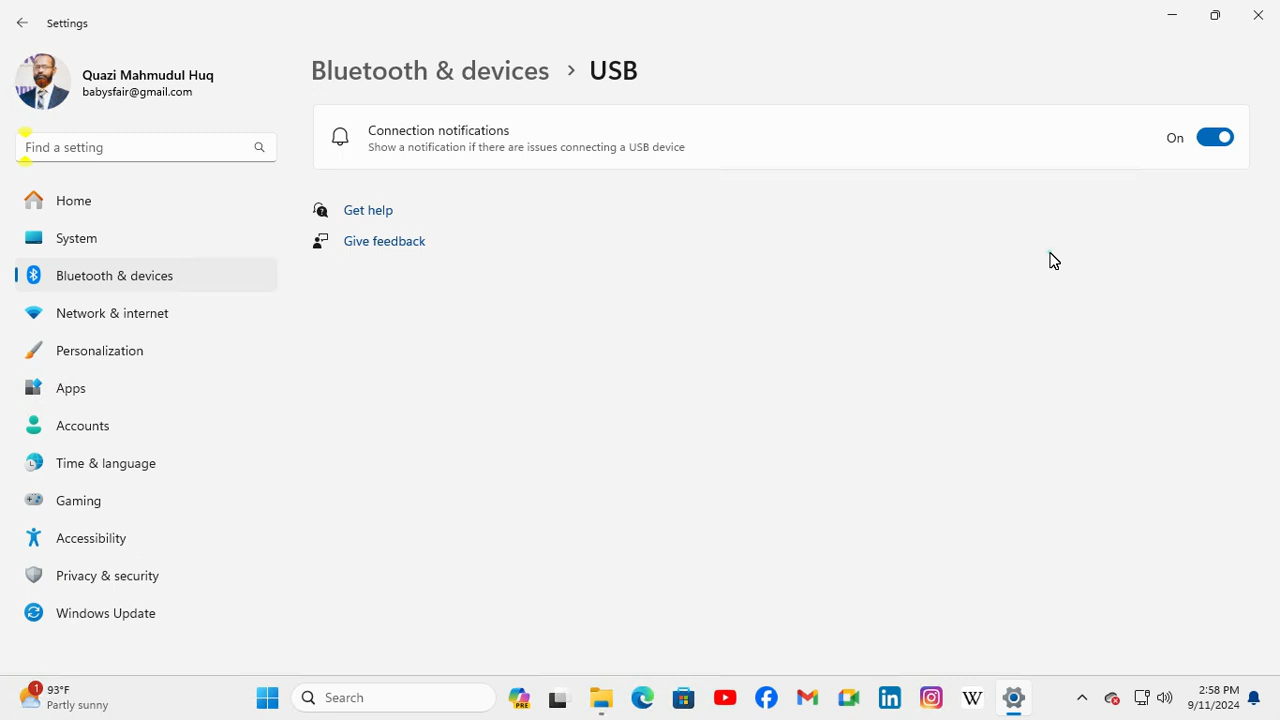 Settings
Quazi Mahmudul Huq
babysfair@gmail.com
Find a setting
Home
System
Bluetooth & devices
Network & internet
Personalization
Apps
Accounts
Time & language
Gaming
Accessibility
Privacy & security
Windows Update
Bluetooth & devices > USB
Connection notifications
Show a notification if there are issues connecting a USB device
On
Get help
Give feedback
1
93°F
Partly sunny
Search
PRE
W
2:58 PM
9/11/2024